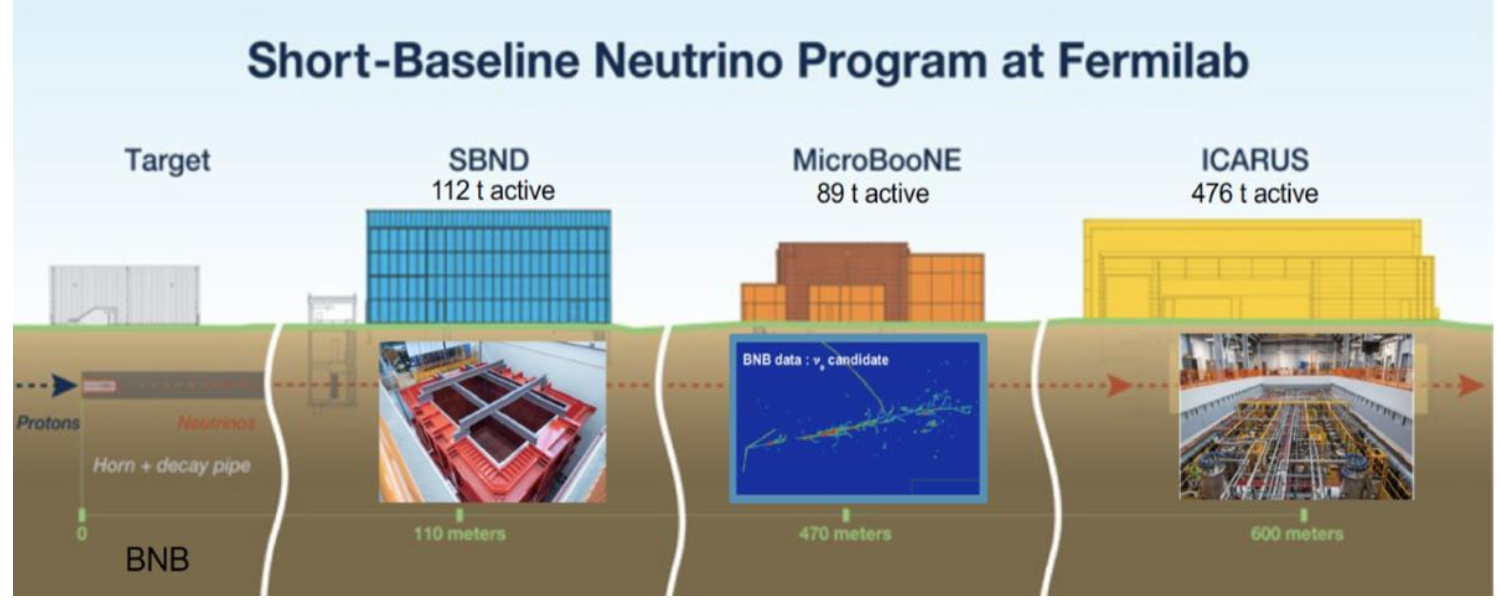 Short-Baseline Neutrino Program at Fermilab
Target
SBND
112 t active
MicroBooNE
89 t active
ICARUS
476 t active
BNB data : νe candidate
Protons
Neutrinos
Horn + decay pipe
0
110 meters
470 meters
600 meters
BNB